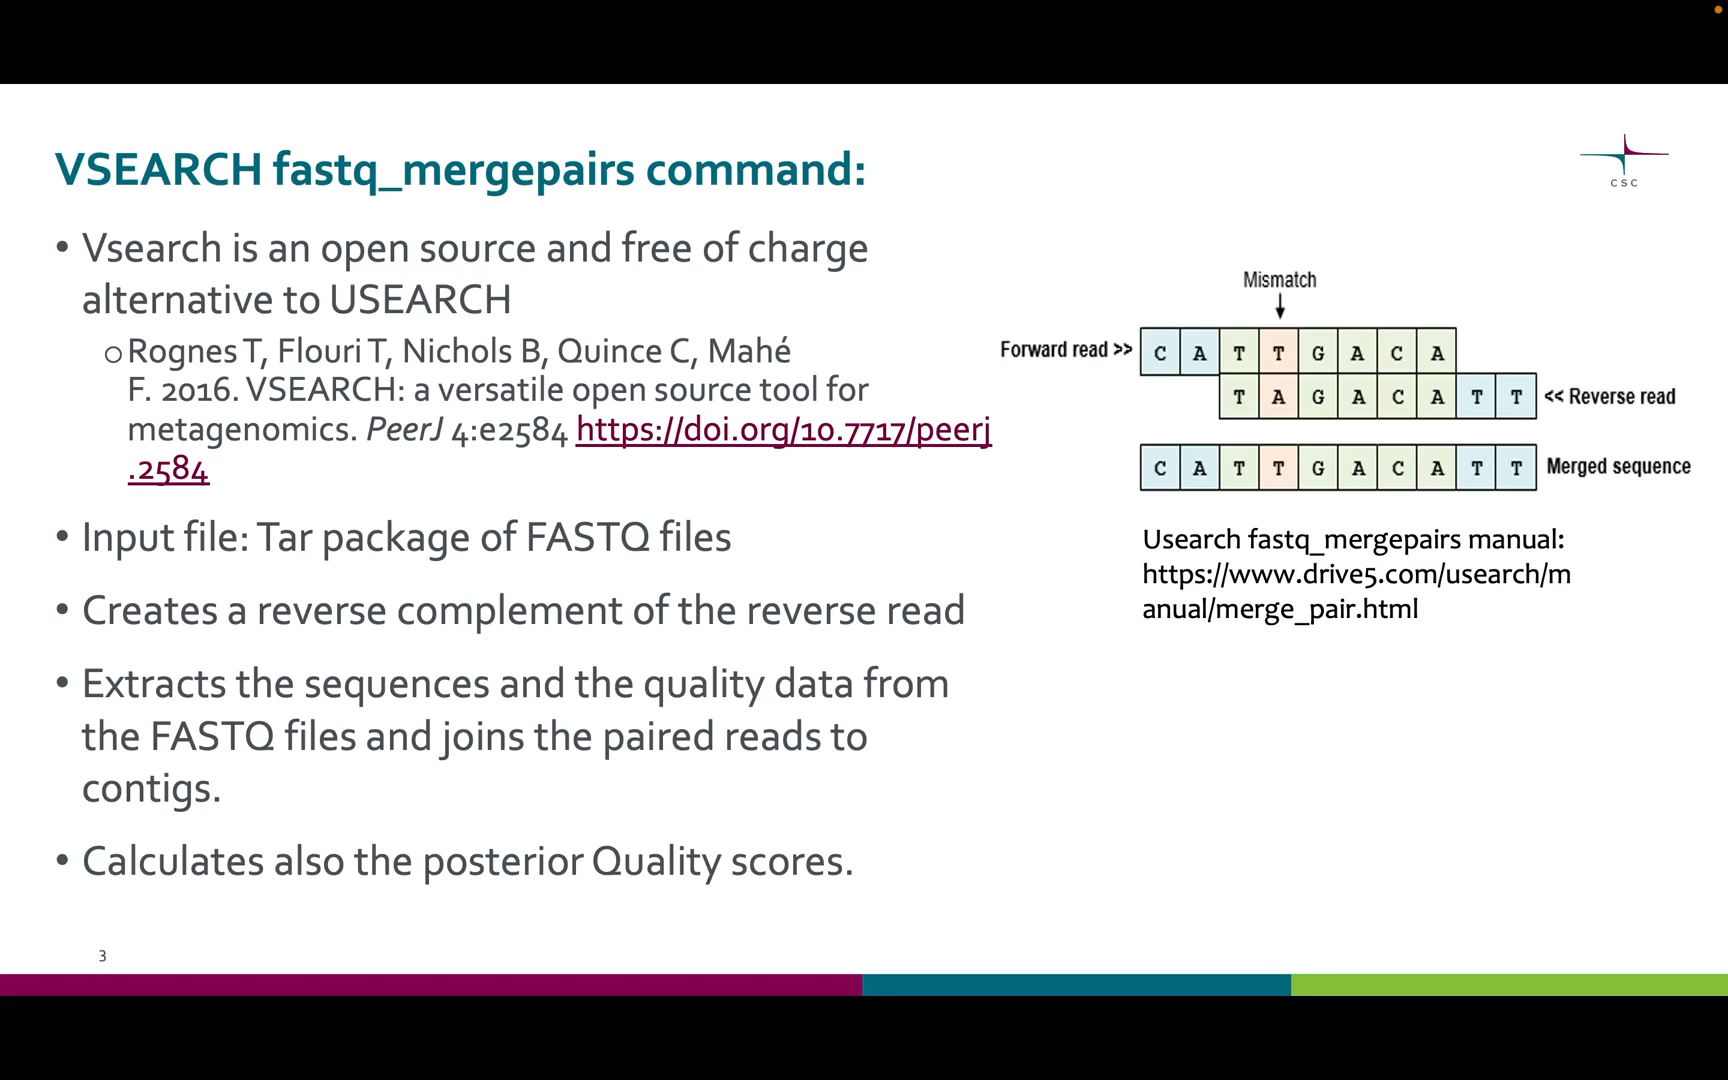 VSEARCH fastq_mergepairs command:
CSC
• Vsearch is an open source and free of charge
alternative to USEARCH
o Rognes T, Flouri T, Nichols B, Quince C, Mahé
F. 2016. VSEARCH: a versatile open source tool for
metagenomics. PeerJ 4:e2584 https://doi.org/10.7717/peerj
.2584
• Input file: Tar package of FASTQ files
• Creates a reverse complement of the reverse read
• Extracts the sequences and the quality data from
the FASTQ files and joins the paired reads to
contigs.
• Calculates also the posterior Quality scores.
Mismatch
Forward read >> C A T T G A C A
T A G A C A T T << Reverse read
C A T T G A C A T T Merged sequence
Usearch fastq_mergepairs manual:
https://www.drive5.com/usearch/m
anual/merge_pair.html
3